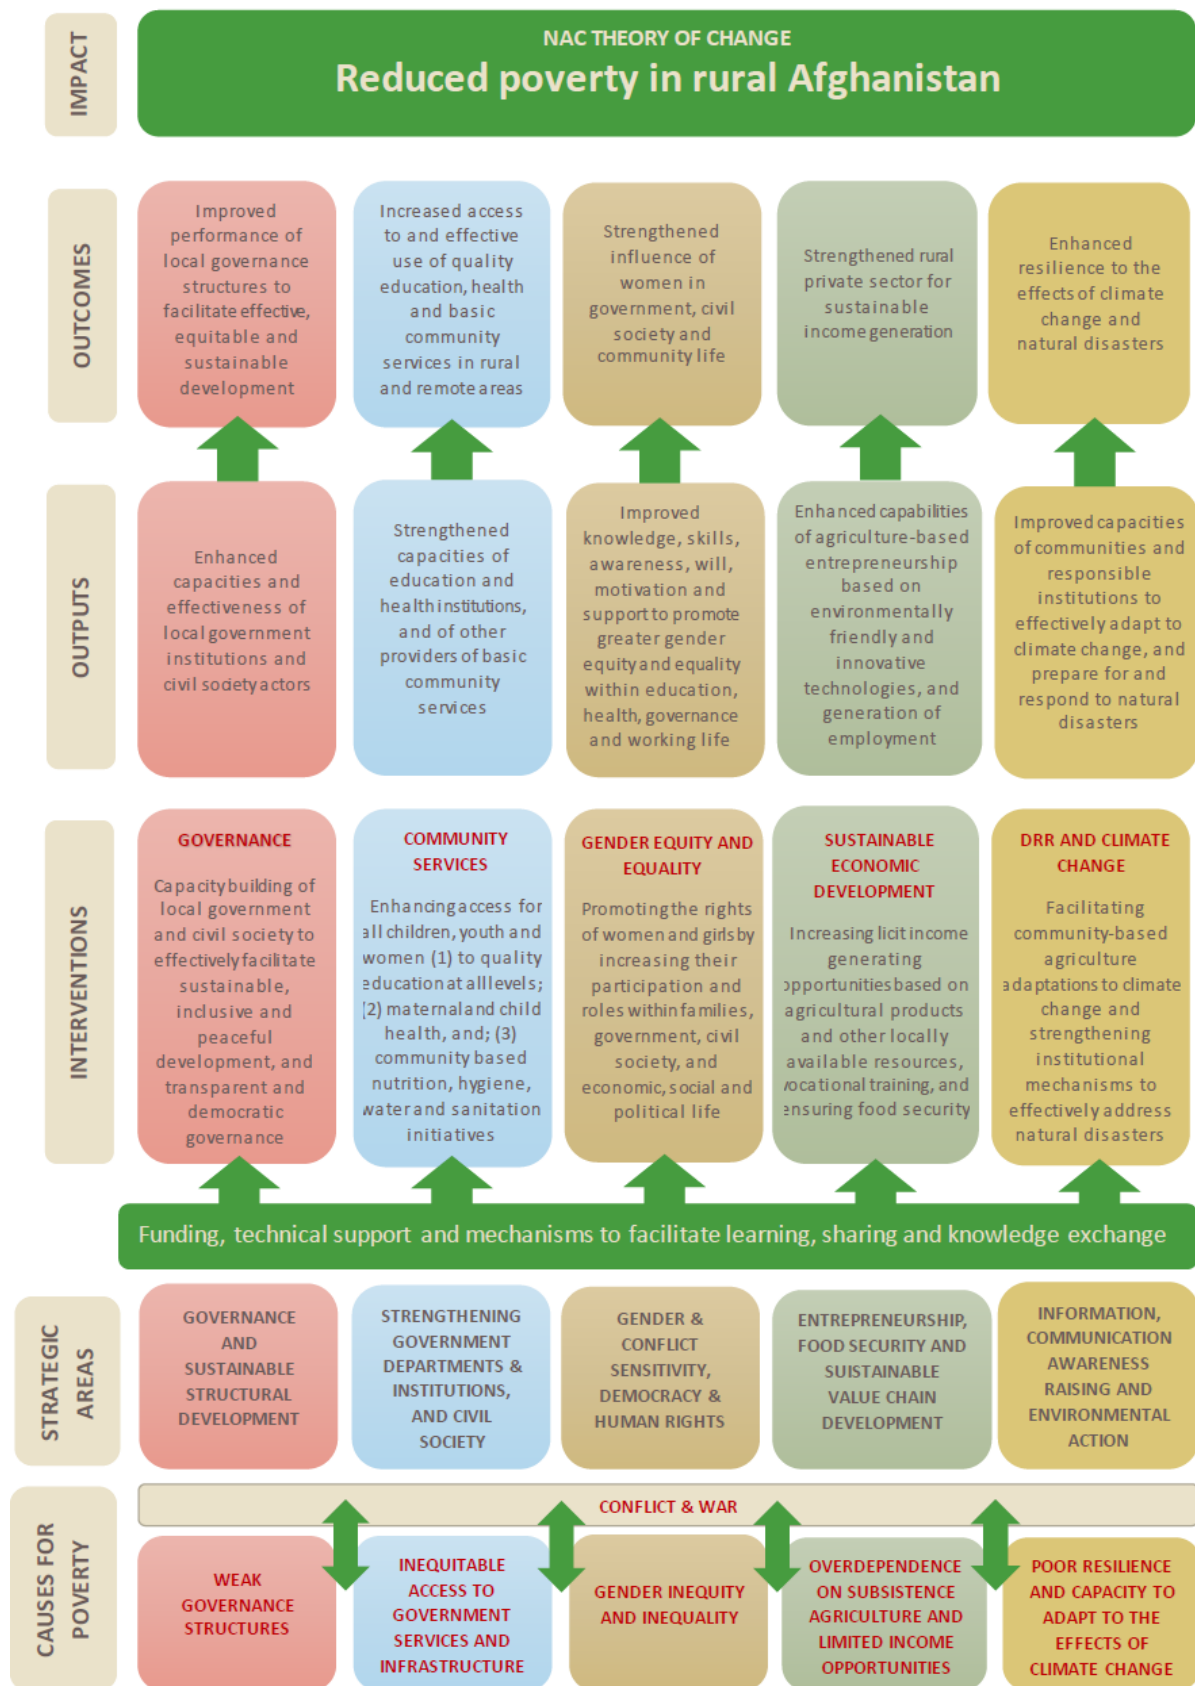 IMPACT
NAC THEORY OF CHANGE
Reduced poverty in rural Afghanistan
OUTCOMES
Improved
performance of
local governance
structures to
facilitate effective,
equitable and
sustainable
development
Increased access
to and effective
use of quality
education, health
and basic
community
services in rural
and remote areas
Strengthened
influence of
women in
government, civil
society and
community life
Strengthened rural
private sector for
sustainable
income generation
Enhanced
resilience to the
effects of climate
change and
natural disasters
OUTPUTS
Enhanced
capacities and
effectiveness of
local government
institutions and
civil society actors
Strengthened
capacities of
education and
health institutions,
and of other
providers of basic
community
services
Improved
knowledge, skills,
awareness, will,
motivation and
support to promote
greater gender
equity and equality
within education,
health, governance
and working life
Enhanced capabilities
of agriculture-based
entrepreneurship
based on
environmentally
friendly and
innovative
technologies, and
generation of
employment
Improved capacities
of communities and
responsible
institutions to
effectively adapt to
climate change, and
prepare for and
respond to natural
disasters
INTERVENTIONS
GOVERNANCE
Capacity building of
local government
and civil society to
effectively facilitate
sustainable,
inclusive and
peaceful
development, and
transparent and
democratic
governance
COMMUNITY
SERVICES
Enhancing access for
all children, youth and
women (1) to quality
education at all levels;
(2) maternal and child
health, and; (3)
community based
nutrition, hygiene,
water and sanitation
initiatives
GENDER EQUITY AND
EQUALITY
Promoting the rights
of women and girls by
increasing their
participation and
roles within families,
government, civil
society, and
economic, social and
political life
SUSTAINABLE
ECONOMIC
DEVELOPMENT
Increasing licit income
generating
opportunities based on
agricultural products
and other locally
available resources,
vocational training, and
ensuring food security
DRR AND CLIMATE
CHANGE
Facilitating
community-based
agriculture
adaptations to climate
change and
strengthening
institutional
mechanisms to
effectively address
natural disasters
Funding, technical support and mechanisms to facilitate learning, sharing and knowledge exchange
STRATEGIC
AREAS
GOVERNANCE
AND
SUSTAINABLE
STRUCTURAL
DEVELOPMENT
STRENGTHENING
GOVERNMENT
DEPARTMENTS &
INSTITUTIONS,
AND CIVIL
SOCIETY
GENDER &
CONFLICT
SENSITIVITY,
DEMOCRACY &
HUMAN RIGHTS
ENTREPRENEURSHIP,
FOOD SECURITY AND
SUISTAINABLE
VALUE CHAIN
DEVELOPMENT
INFORMATION,
COMMUNICATION
AWARENESS
RAISING AND
ENVIRONMENTAL
ACTION
CAUSES FOR
POVERTY
CONFLICT & WAR
WEAK
GOVERNANCE
STRUCTURES
INEQUITABLE
ACCESS TO
GOVERNMENT
SERVICES AND
INFRASTRUCTURE
GENDER INEQUITY
AND INEQUALITY
OVERDEPENDENCE
ON SUBSISTENCE
AGRICULTURE AND
LIMITED INCOME
OPPORTUNITIES
POOR RESILIENCE
AND CAPACITY TO
ADAPT TO THE
EFFECTS OF
CLIMATE CHANGE